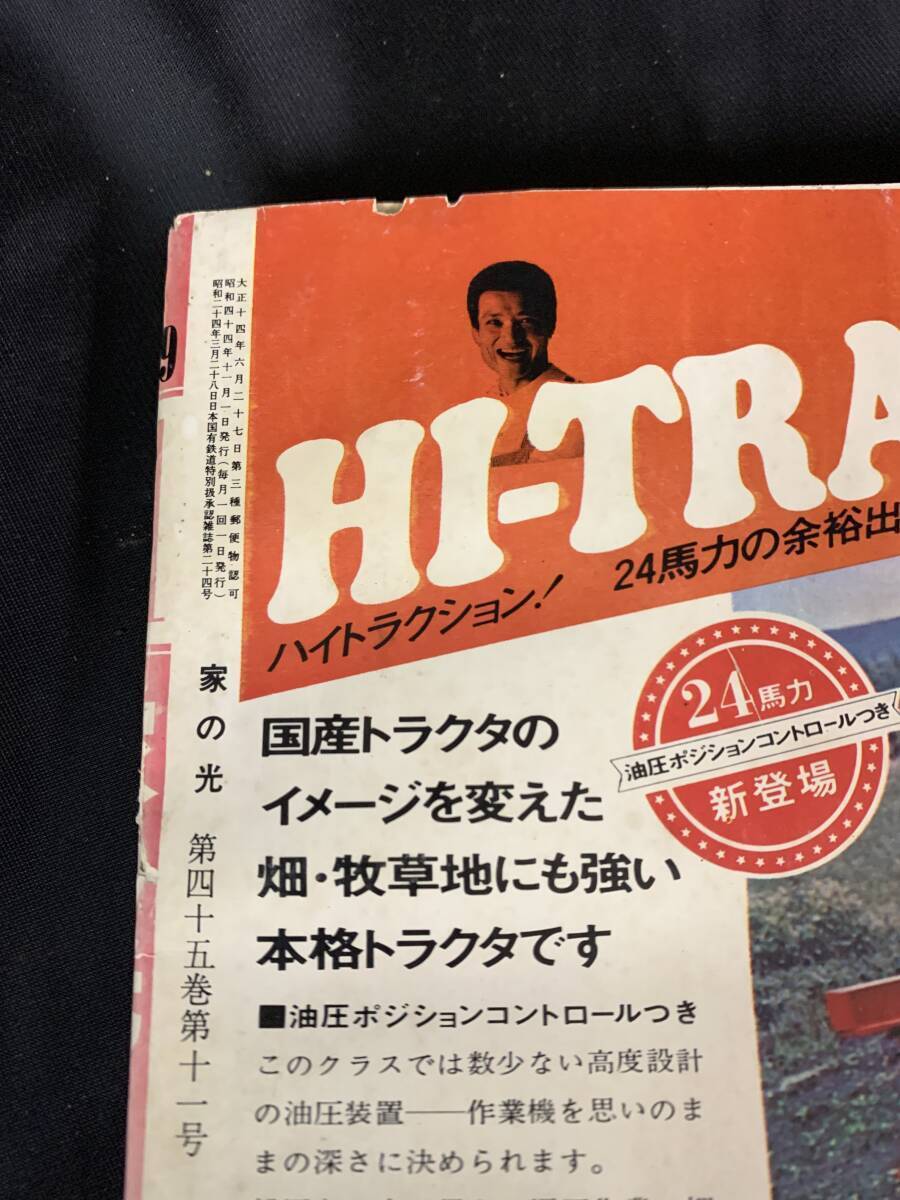 大正十四年六月二十七日第三種郵便物認可
昭和四十四年十一月一日発行(毎月一回一日発行)
昭和二十四年三月二十八日日本国有鉄道特別扱承認雑誌第二十四号
家の光 第四十五巻第十一号
9
HI-TRA
ハイトラクション! 24馬力の余裕出
24馬力
油圧ポジションコントロールつき
新登場
国産トラクタの
イメージを変えた
畑・牧草地にも強い
本格トラクタです
■油圧ポジションコントロールつき
このクラスでは数少ない高度設計
の油圧装置──作業機を思いのま
まの深さに決められます。